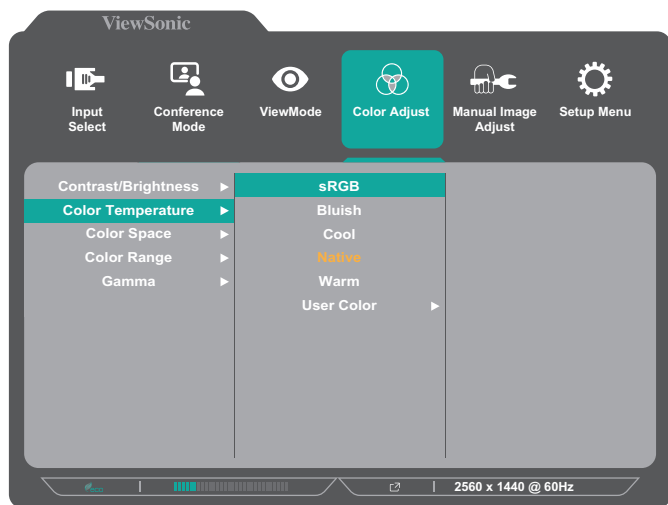 ViewSonic
Input
Select
Conference
Mode
ViewMode
Color Adjust
Manual Image
Adjust
Setup Menu
Contrast/Brightness
Color Temperature
Color Space
Color Range
Gamma
sRGB
Bluish
Cool
Native
Warm
User Color
eco
2560 x 1440 @ 60Hz